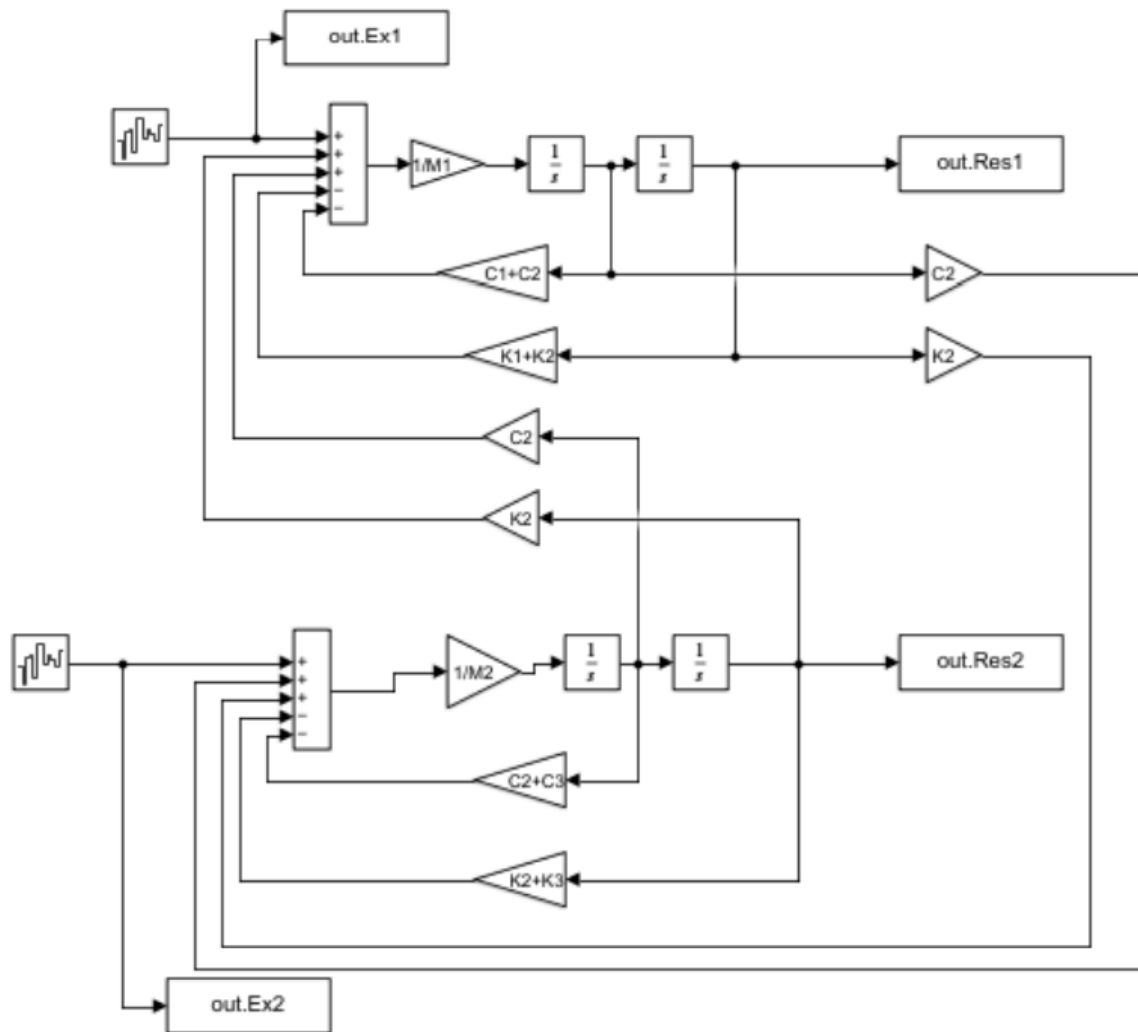 out.Ex1
+
+
+
−
−
1/M1
1
s
1
s
out.Res1
C1+C2
C2
K1+K2
K2
C2
K2
+
+
+
−
−
1/M2
1
s
1
s
out.Res2
C2+C3
K2+K3
out.Ex2